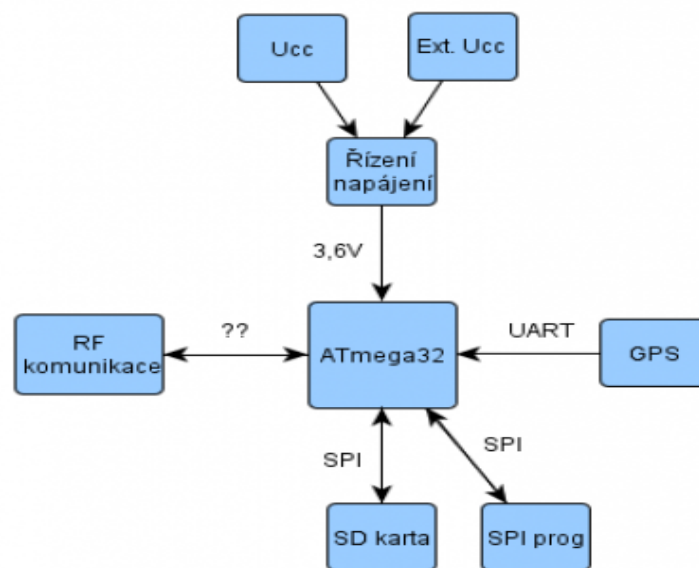 Ucc
Ext. Ucc
Řízení
napájení
3,6V
RF
komunikace
??
ATmega32
UART
GPS
SPI
SPI
SD karta
SPI prog